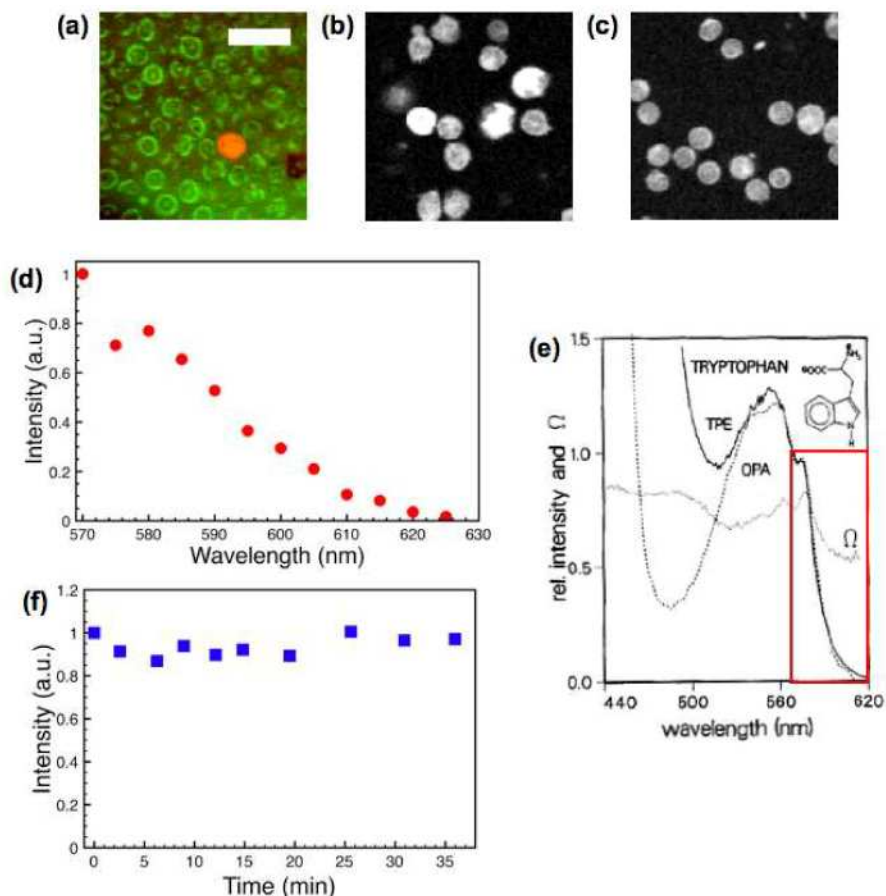 (a)
(b)
(c)
(d)
Intensity (a.u.)
1
0.8
0.6
0.4
0.2
0
570 580 590 600 610 620 630
Wavelength (nm)
(e)
rel. intensity and Ω
1.5
1.0
0.5
0.0
TRYPTOPHAN
TPE
OPA
Ω
N
H
440 500 560 620
wavelength (nm)
(f)
Intensity (a.u.)
1.2
1
0.8
0.6
0.4
0.2
0
0 5 10 15 20 25 30 35
Time (min)